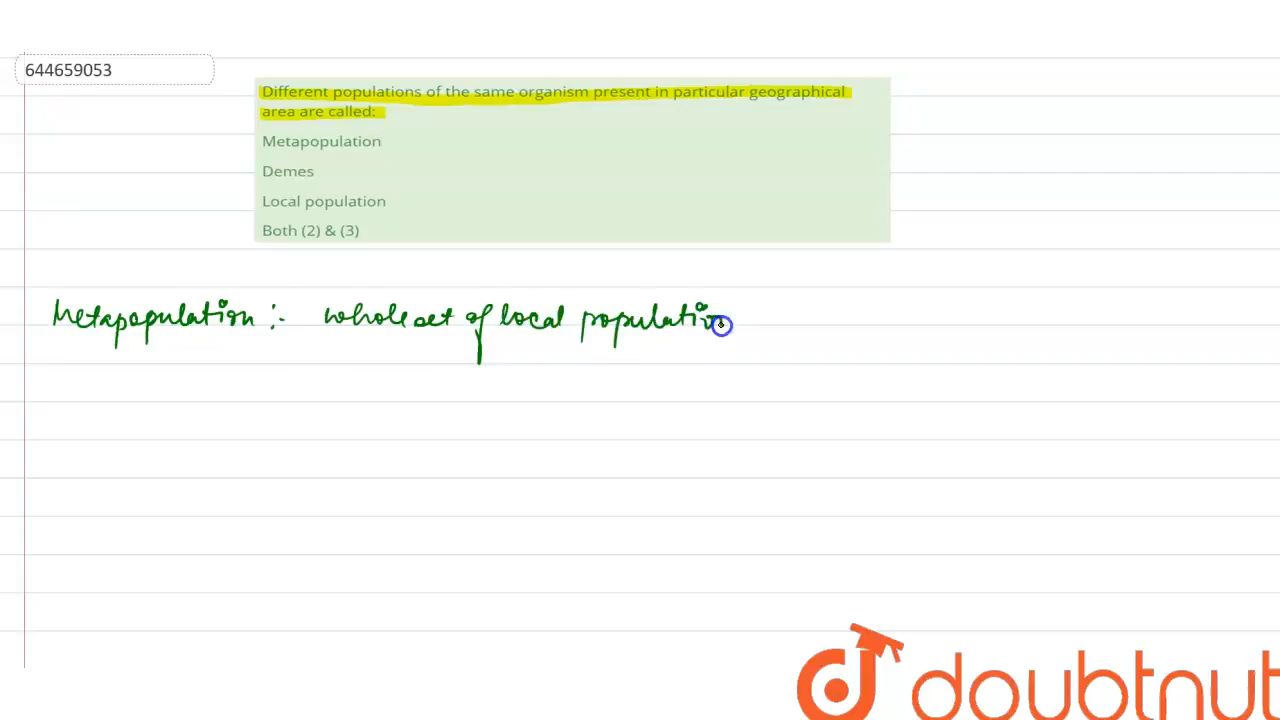 644659053
Different populations of the same organism present in particular geographical
area are called:
Metapopulation
Demes
Local population
Both (2) & (3)
Metapopulation :- whole set of local population
doubtnut